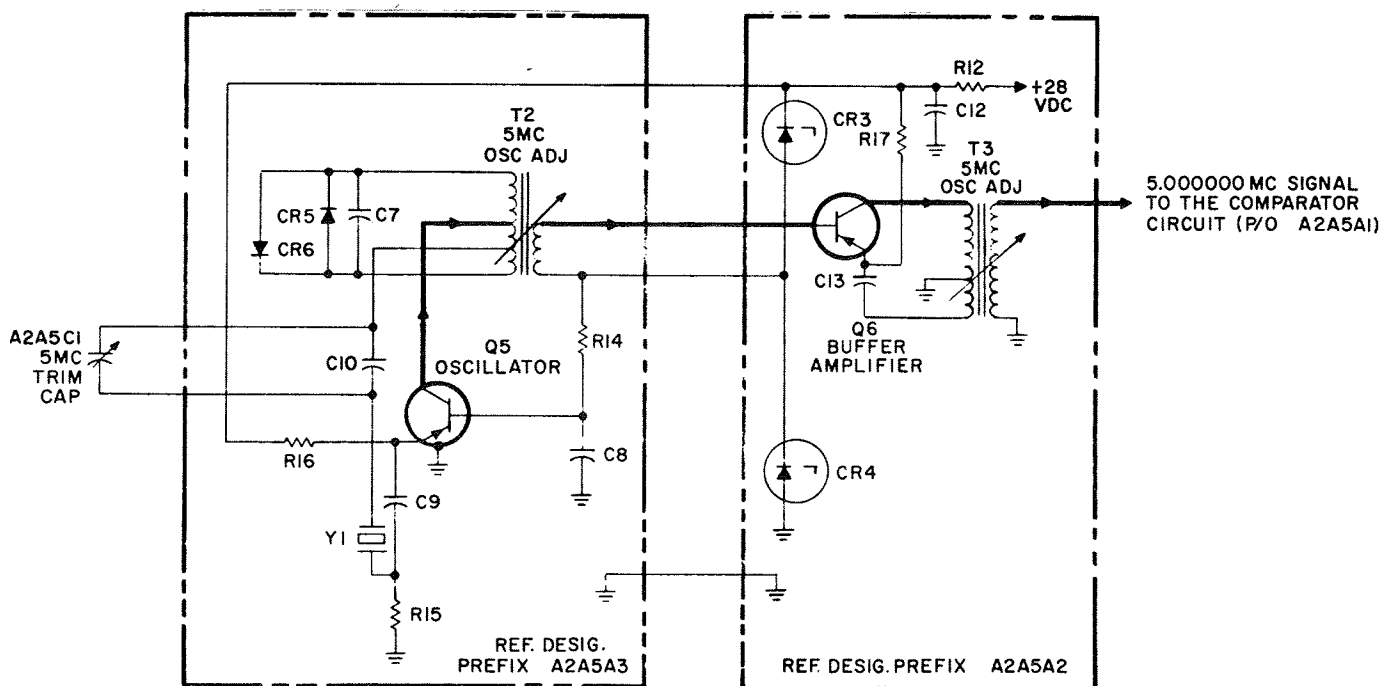 R12
+28
VDC
T2
5MC
OSC ADJ
CR3
C12
R17
T3
5MC
OSC ADJ
5.000000 MC SIGNAL
TO THE COMPARATOR
CIRCUIT (P/O A2A5A1)
CR5
C7
CR6
C13
A2A5C1
5MC
TRIM
CAP
C10
Q5
OSCILLATOR
R14
Q6
BUFFER
AMPLIFIER
R16
C8
CR4
C9
Y1
R15
REF. DESIG.
PREFIX A2A5A3
REF. DESIG. PREFIX A2A5A2